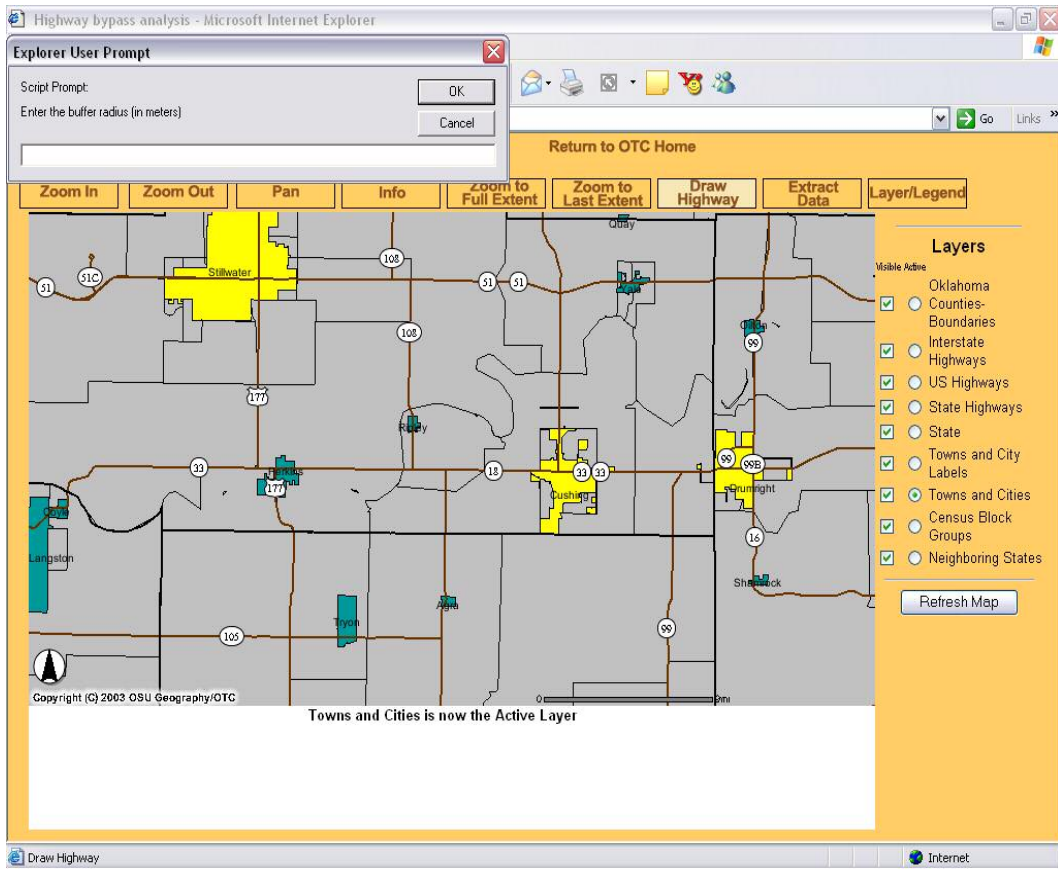 Highway bypass analysis - Microsoft Internet Explorer
Explorer User Prompt
Script Prompt:
OK
Enter the buffer radius (in meters)
Cancel
Go Links »
Return to OTC Home
Zoom In
Zoom Out
Pan
Info
Zoom to
Full Extent
Zoom to
Last Extent
Draw
Highway
Extract
Data
Layer/Legend
Quay
Stillwater
51
51C
108
51
51
108
99
177
Ripley
33
Perkins
177
18
33
33
Cushing
99
99B
Drumright
Coyle
Langston
16
Shamrock
Agra
Tryon
105
99
Copyright (C) 2003 OSU Geography/OTC
0
Towns and Cities is now the Active Layer
Layers
Visible Active
Oklahoma
Counties-
Boundaries
Interstate
Highways
US Highways
State Highways
State
Towns and City
Labels
Towns and Cities
Census Block
Groups
Neighboring States
Refresh Map
Draw Highway
Internet